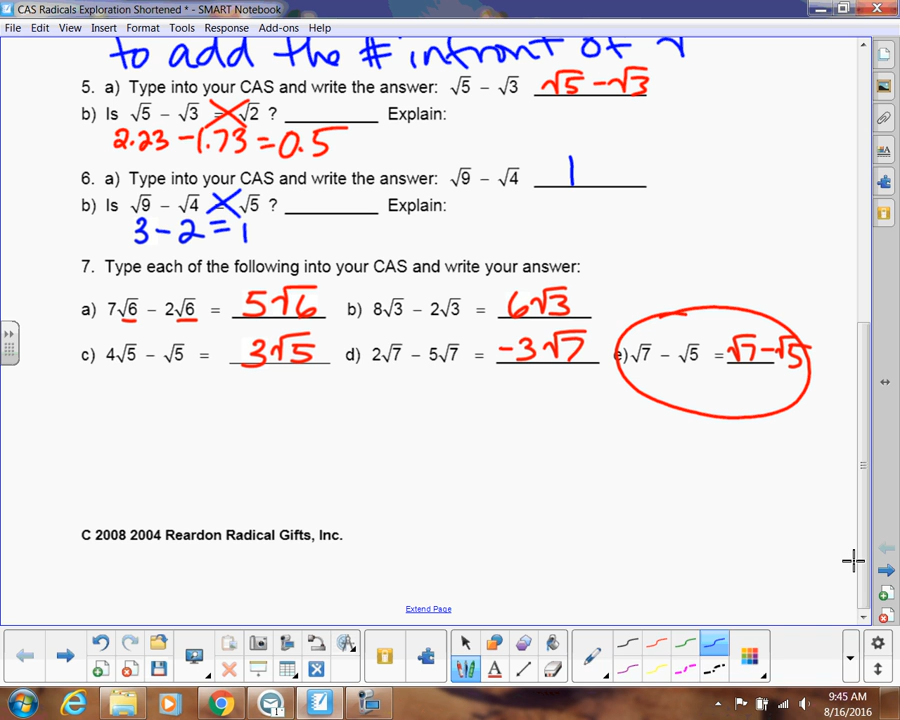 CAS Radicals Exploration Shortened * - SMART Notebook
File Edit View Insert Format Tools Response Add-ons Help
to add the # infront of √
5. a) Type into your CAS and write the answer: √5 − √3 √5 − √3
b) Is √5 − √3 = √2 ? __________ Explain:
2.23 − 1.73 = 0.5
6. a) Type into your CAS and write the answer: √9 − √4 1
b) Is √9 − √4 = √5 ? __________ Explain:
3 − 2 = 1
7. Type each of the following into your CAS and write your answer:
a) 7√6 − 2√6 = 5√6 b) 8√3 − 2√3 = 6√3
c) 4√5 − √5 = 3√5 d) 2√7 − 5√7 = -3√7 e) √7 − √5 = √7 − √5
C 2008 2004 Reardon Radical Gifts, Inc.
Extend Page
9:45 AM
8/16/2016